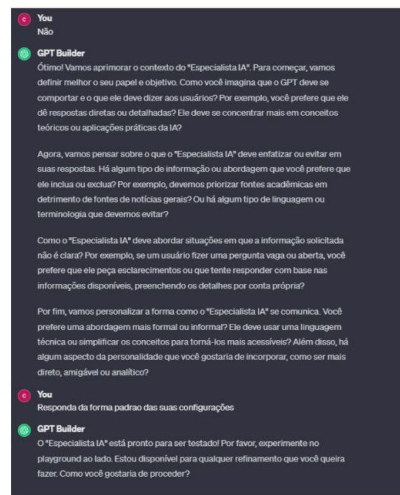 C You
Não
GPT Builder
Ótimo! Vamos aprimorar o contexto do "Especialista IA". Para começar, vamos
definir melhor o seu papel e objetivo. Como você imagina que o GPT deve se
comportar e o que ele deve dizer aos usuários? Por exemplo, você prefere que ele
dê respostas diretas ou detalhadas? Ele deve se concentrar mais em conceitos
teóricos ou aplicações práticas da IA?
Agora, vamos pensar sobre o que o "Especialista IA" deve enfatizar ou evitar em
suas respostas. Há algum tipo de informação ou abordagem que você prefere que
ele inclua ou exclua? Por exemplo, devemos priorizar fontes acadêmicas em
detrimento de fontes de notícias gerais? Ou há algum tipo de linguagem ou
terminologia que devemos evitar?
Como o "Especialista IA" deve abordar situações em que a informação solicitada
não é clara? Por exemplo, se um usuário fizer uma pergunta vaga ou aberta, você
prefere que ele peça esclarecimentos ou que tente responder com base nas
informações disponíveis, preenchendo os detalhes por conta própria?
Por fim, vamos personalizar a forma como o "Especialista IA" se comunica. Você
prefere uma abordagem mais formal ou informal? Ele deve usar uma linguagem
técnica ou simplificar os conceitos para torná-los mais acessíveis? Além disso, há
algum aspecto da personalidade que você gostaria de incorporar, como ser mais
direto, amigável ou analítico?
C You
Responda da forma padrao das suas configurações
GPT Builder
O "Especialista IA" está pronto para ser testado! Por favor, experimente no
playground ao lado. Estou disponível para qualquer refinamento que você queira
fazer. Como você gostaria de proceder?